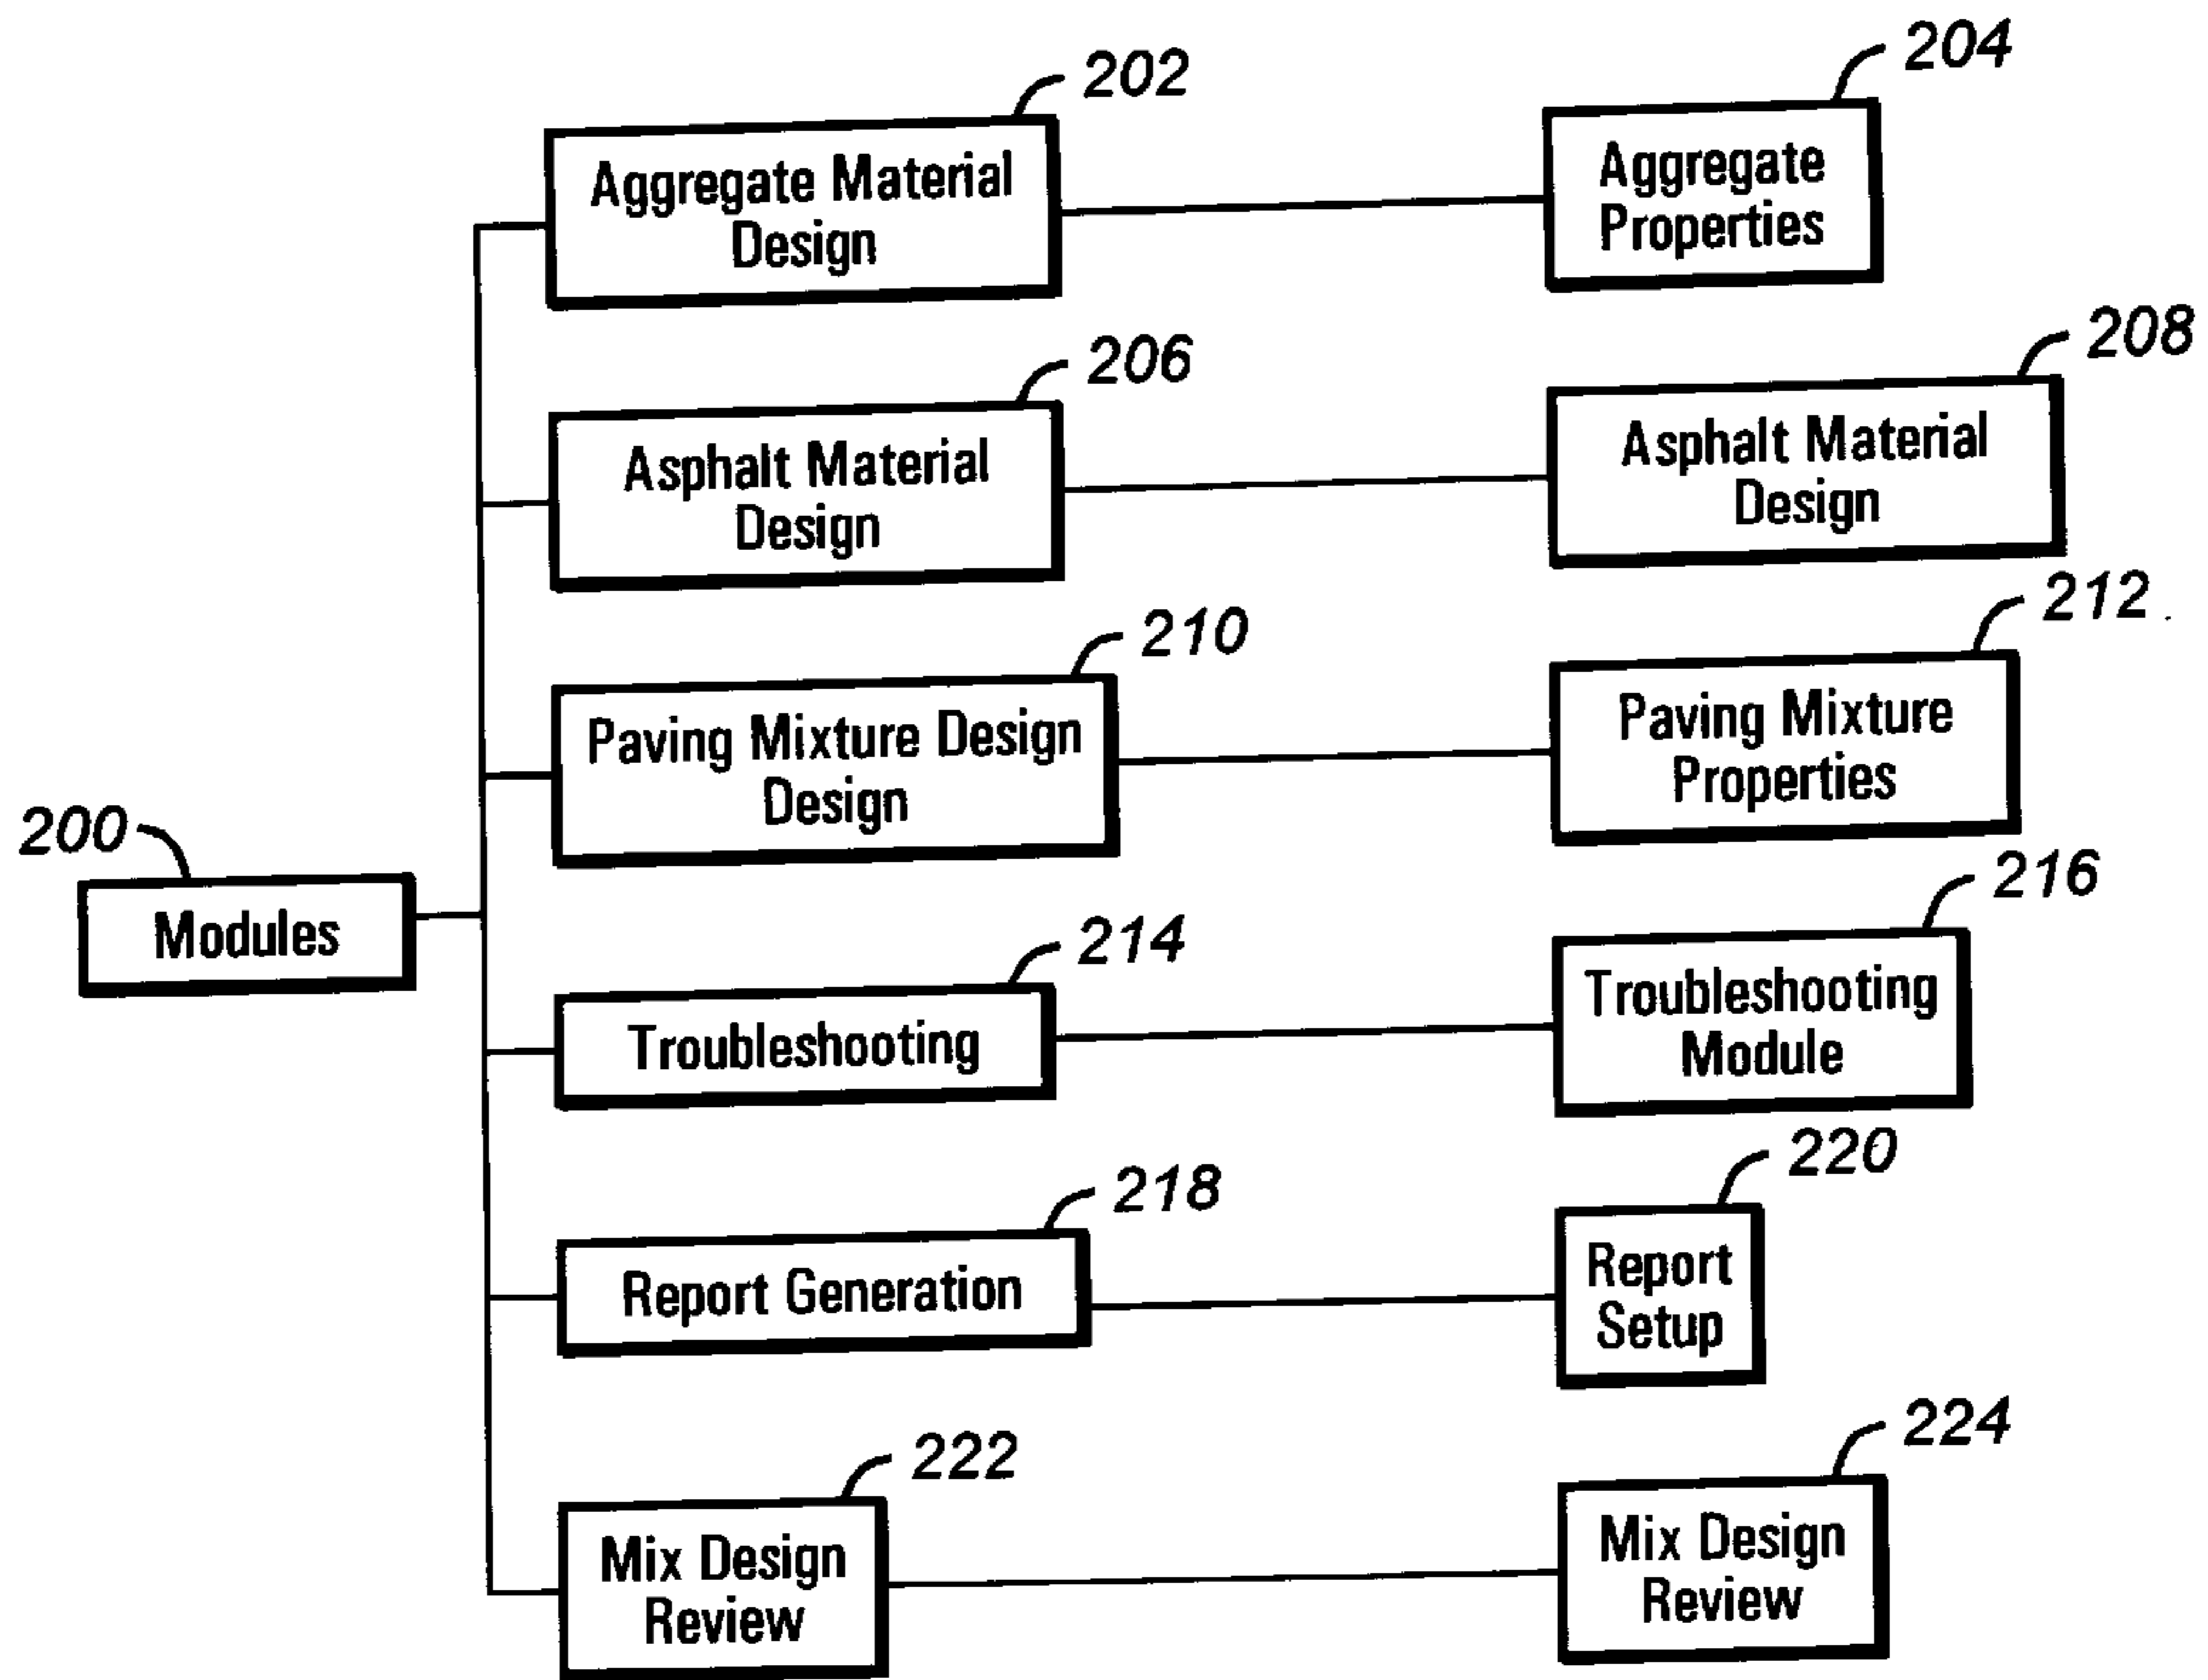 202
204
Aggregate Material
Design
Aggregate
Properties
206
208
Asphalt Material
Design
Asphalt Material
Design
210
212
Paving Mixture Design
Design
Paving Mixture
Properties
200
Modules
214
216
Troubleshooting
Troubleshooting
Module
218
220
Report Generation
Report
Setup
222
224
Mix Design
Review
Mix Design
Review